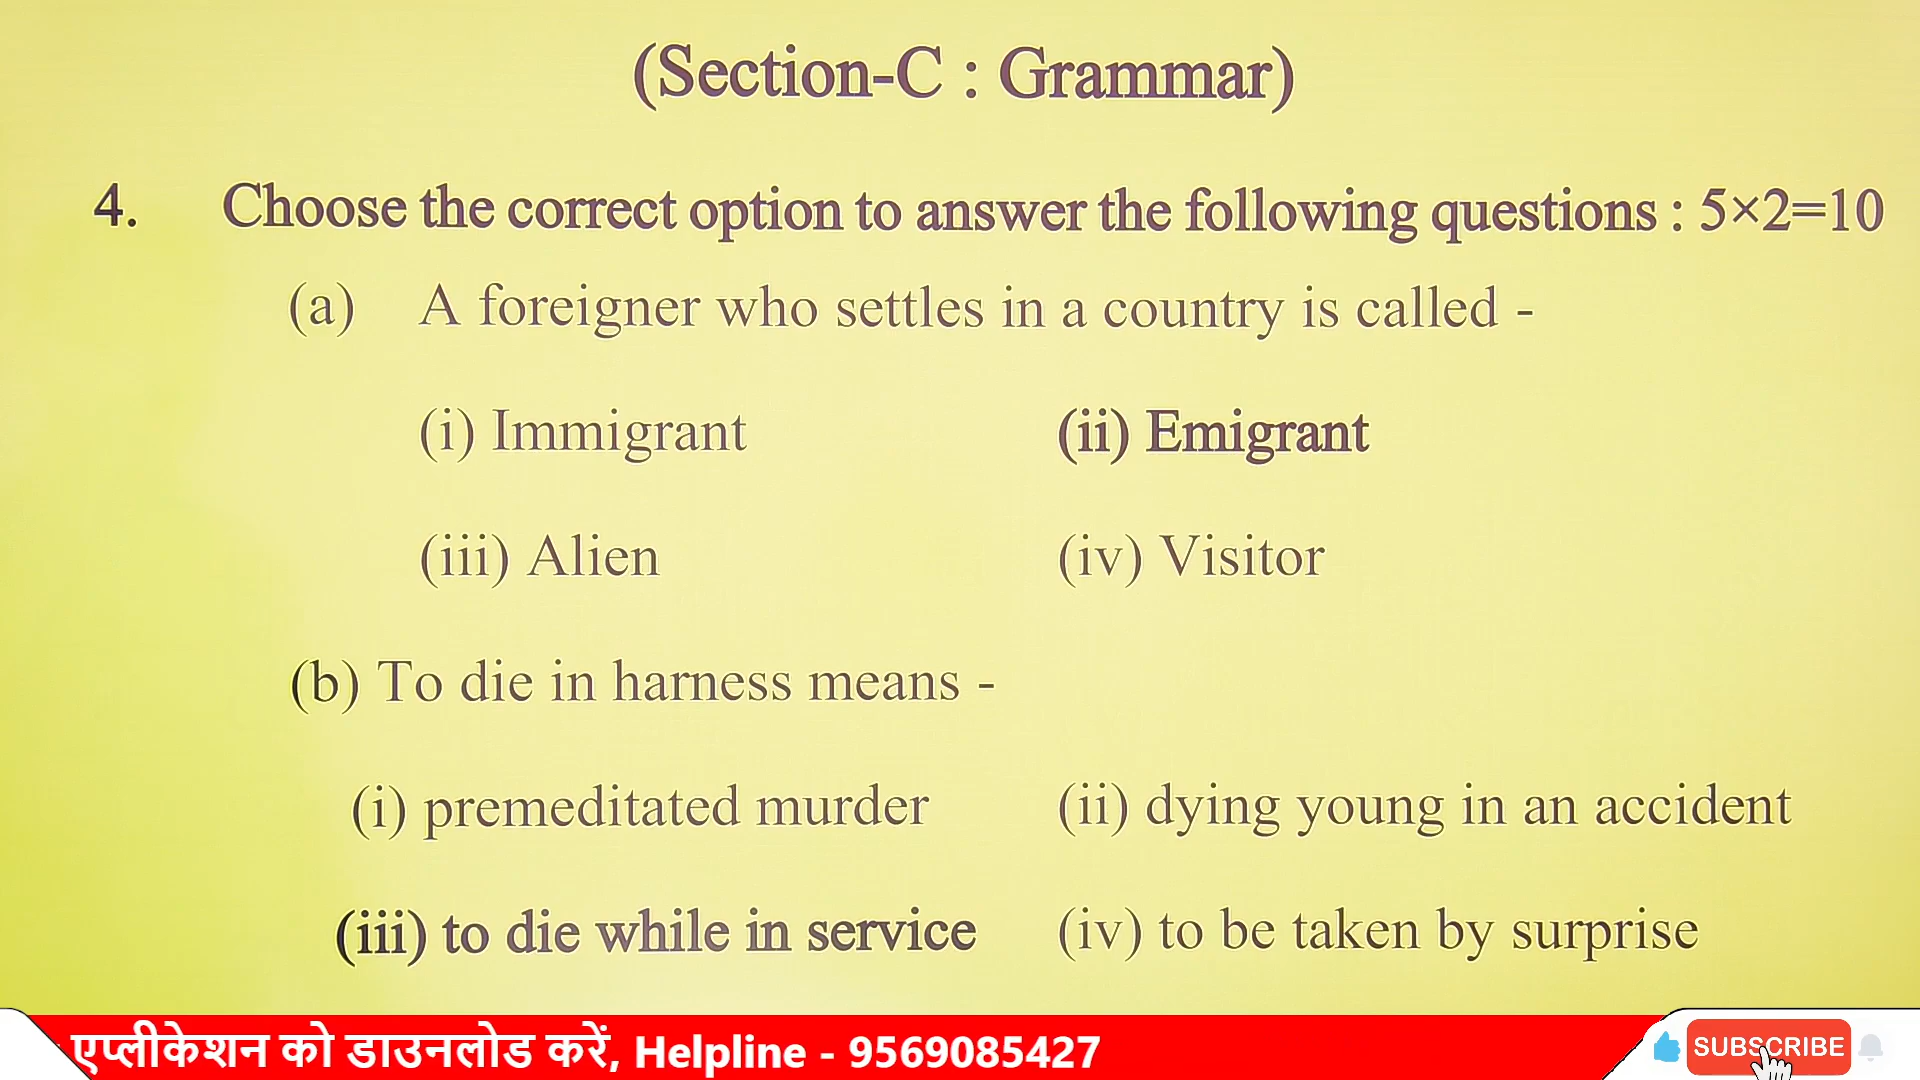 (Section-C : Grammar)
4. Choose the correct option to answer the following questions : 5×2=10
(a) A foreigner who settles in a country is called -
(i) Immigrant (ii) Emigrant
(iii) Alien (iv) Visitor
(b) To die in harness means -
(i) premeditated murder (ii) dying young in an accident
(iii) to die while in service (iv) to be taken by surprise
एप्लीकेशन को डाउनलोड करें, Helpline - 9569085427
SUBSCRIBE